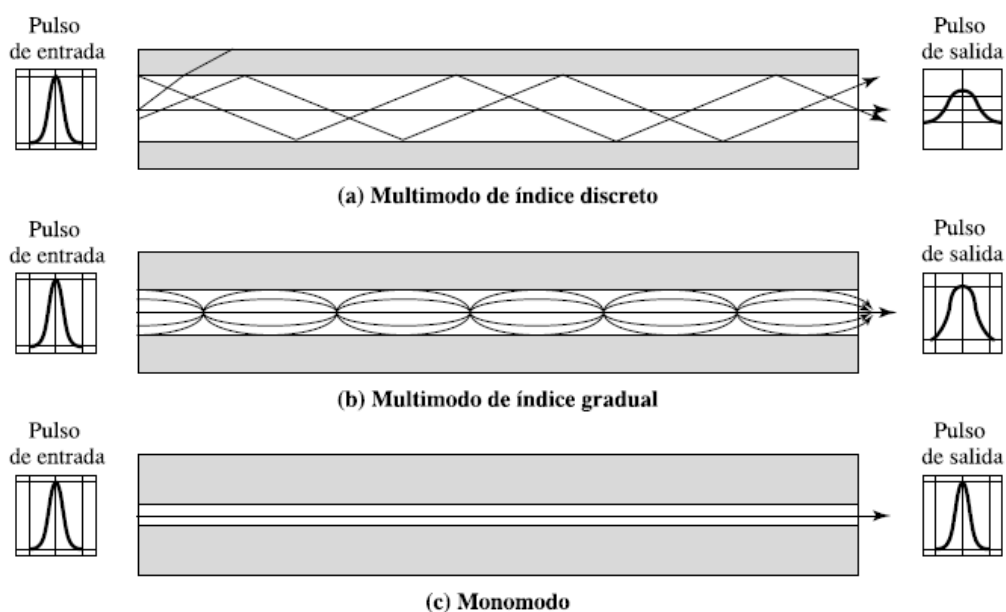 Pulso
de entrada
Pulso
de salida
(a) Multimodo de índice discreto
Pulso
de entrada
Pulso
de salida
(b) Multimodo de índice gradual
Pulso
de entrada
Pulso
de salida
(c) Monomodo